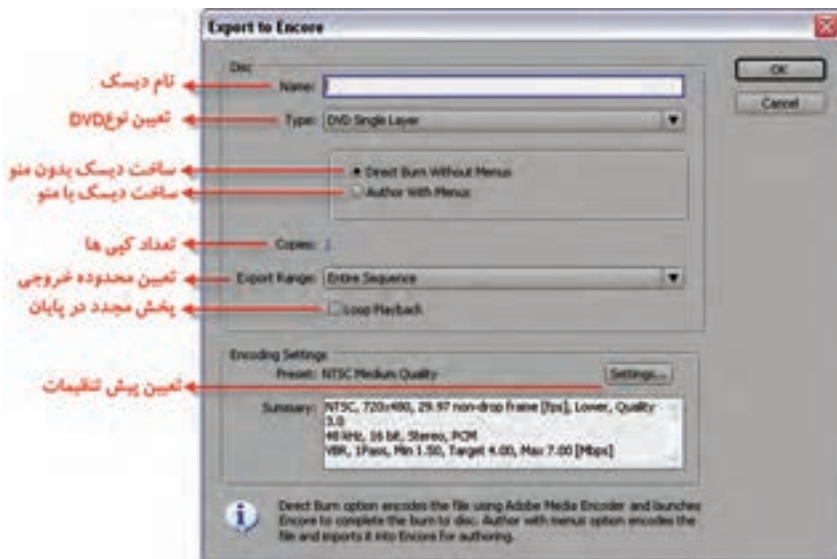 Export to Encore
Disc
نام دیسک
Name:
OK
Cancel
تعیین نوع DVD
Type: DVD Single Layer
ساخت دیسک بدون منو
Direct Burn Without Menus
ساخت دیسک با منو
Author With Menus
تعداد کپی ها
Copies: 1
تعیین محدوده خروجی
Export Range: Entire Sequence
پخش مجدد در پایان
Loop Playback
Encoding Settings
Preset: NTSC Medium Quality
Settings...
تعیین پیش تنظیمات
Summary: NTSC, 720x480, 29.97 non-drop frame [fps], Lower, Quality
3.0
48 kHz, 16 bit, Stereo, PCM
VBR, 1Pass, Min 1.50, Target 4.00, Max 7.00 [Mbps]
Direct Burn option encodes the file using Adobe Media Encoder and launches
Encore to complete the burn to disc. Author with menus option encodes the
file and imports it into Encore for authoring.